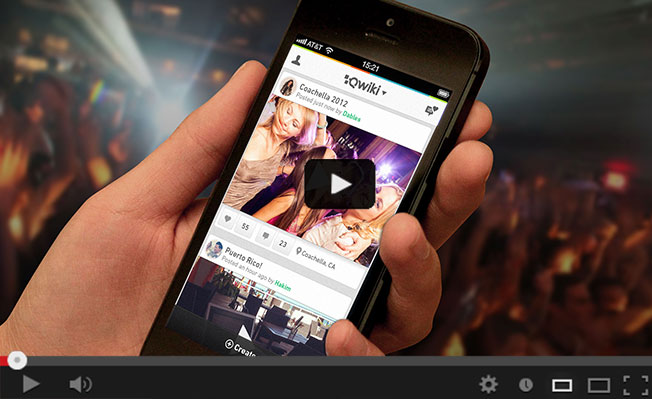 AT&T
15:21
Qwiki
Coachella 2012
Posted just now by Dables
55
23
Coachella, CA
Puerto Rico!
Posted an hour ago by Hakim
Create